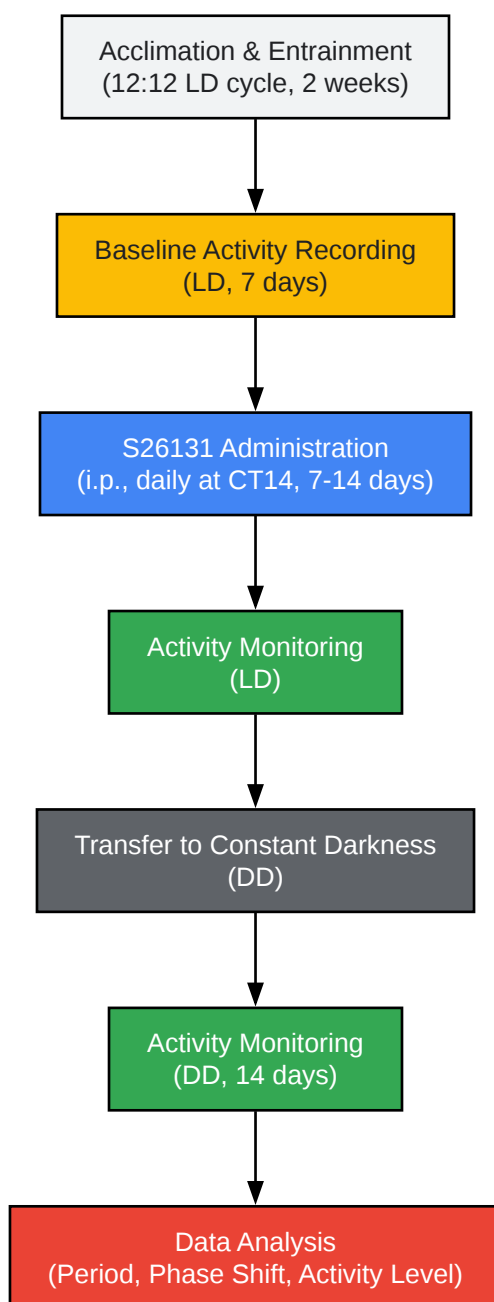 Acclimation & Entrainment
(12:12 LD cycle, 2 weeks)
Baseline Activity Recording
(LD, 7 days)
S26131 Administration
(i.p., daily at CT14, 7-14 days)
Activity Monitoring
(LD)
Transfer to Constant Darkness
(DD)
Activity Monitoring
(DD, 14 days)
Data Analysis
(Period, Phase Shift, Activity Level)